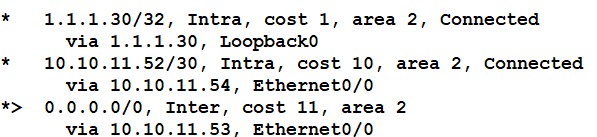 *   1.1.1.30/32, Intra, cost 1, area 2, Connected
      via 1.1.1.30, Loopback0
*   10.10.11.52/30, Intra, cost 10, area 2, Connected
      via 10.10.11.54, Ethernet0/0
*>  0.0.0.0/0, Inter, cost 11, area 2
      via 10.10.11.53, Ethernet0/0